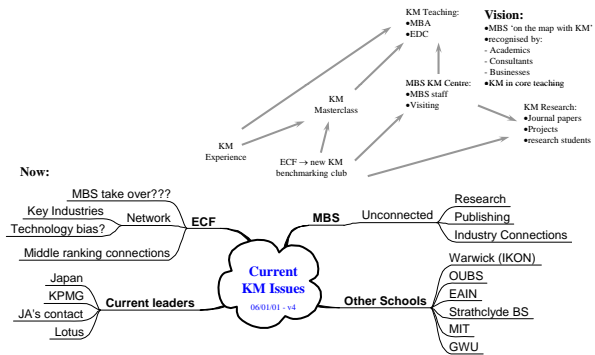 KM Teaching:
•MBA
•EDC
Vision:
•MBS 'on the map with KM'
•recognised by:
- Academics
- Consultants
- Businesses
•KM in core teaching
MBS KM Centre:
•MBS staff
•Visiting
KM
Masterclass
KM Research:
•Journal papers
•Projects
•research students
KM
Experience
ECF → new KM
benchmarking club
Now:
MBS take over???
Key Industries
Technology bias?
Network
Middle ranking connections
ECF
MBS
Unconnected
Research
Publishing
Industry Connections
Current
KM Issues
06/01/01 - v4
Japan
KPMG
JA's contact
Lotus
Current leaders
Other Schools
Warwick (IKON)
OUBS
EAIN
Strathclyde BS
MIT
GWU